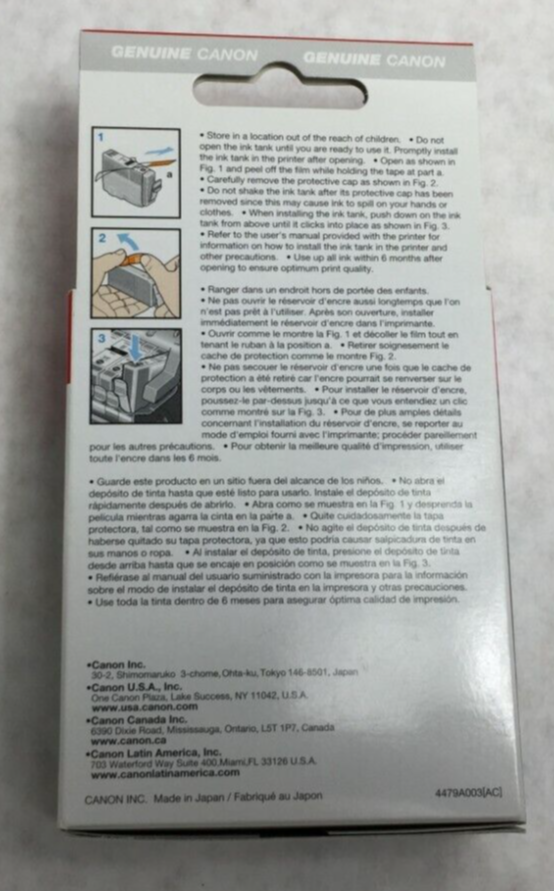 GENUINE CANON GENUINE CANON
1
a
2
3
• Store in a location out of the reach of children. • Do not
open the ink tank until you are ready to use it. Promptly install
the ink tank in the printer after opening. • Open as shown in
Fig. 1 and peel off the film while holding the tape at part a.
• Carefully remove the protective cap as shown in Fig. 2.
• Do not shake the ink tank after its protective cap has been
removed since this may cause ink to spill on your hands or
clothes. • When installing the ink tank, push down on the ink
tank from above until it clicks into place as shown in Fig. 3.
• Refer to the user's manual provided with the printer for
information on how to install the ink tank in the printer and
other precautions. • Use up all ink within 6 months after
opening to ensure optimum print quality.
• Ranger dans un endroit hors de portée des enfants.
• Ne pas ouvrir le réservoir d'encre aussi longtemps que l'on
n'est pas prêt à l'utiliser. Après son ouverture, installer
immédiatement le réservoir d'encre dans l'imprimante.
• Ouvrir comme le montre la Fig. 1 et décoller le film tout en
tenant le ruban à la position a. • Retirer soigneusement le
cache de protection comme le montre Fig. 2.
• Ne pas secouer le réservoir d'encre une fois que le cache de
protection a été retiré car l'encre pourrait se renverser sur le
corps ou les vêtements. • Pour installer le réservoir d'encre,
poussez-le par-dessus jusqu'à ce que vous entendiez un clic
comme montré sur la Fig. 3. • Pour de plus amples détails
concernant l'installation du réservoir d'encre, se reporter au
mode d'emploi fourni avec l'imprimante; procéder pareillement
pour les autres précautions. • Pour obtenir la meilleure qualité d'impression, utiliser
toute l'encre dans les 6 mois.
• Guarde este producto en un sitio fuera del alcance de los niños. • No abra el
depósito de tinta hasta que esté listo para usarlo. Instale el depósito de tinta
rápidamente después de abrirlo. • Abra como se muestra en la Fig. 1 y desprenda la
película mientras agarra la cinta en la parte a. • Quite cuidadosamente la tapa
protectora, tal como se muestra en la Fig. 2. • No agite el depósito de tinta después de
haberse quitado su tapa protectora, ya que esto podría causar salpicadura de tinta en
sus manos o ropa. • Al instalar el depósito de tinta, presione el depósito de tinta
desde arriba hasta que se encaje en posición como se muestra en la Fig. 3.
• Refiérase al manual del usuario suministrado con la impresora para la información
sobre el modo de instalar el depósito de tinta en la impresora y otras precauciones.
• Use toda la tinta dentro de 6 meses para asegurar óptima calidad de impresión.
•Canon Inc.
30-2, Shimomaruko 3-chome, Ohta-ku, Tokyo 146-8501, Japan
•Canon U.S.A., Inc.
One Canon Plaza, Lake Success, NY 11042, U.S.A.
www.usa.canon.com
•Canon Canada Inc.
6390 Dixie Road, Mississauga, Ontario, L5T 1P7, Canada
www.canon.ca
•Canon Latin America, Inc.
703 Waterford Way Suite 400,Miami,FL 33126 U.S.A.
www.canonlatinamerica.com
CANON INC. Made in Japan / Fabriqué au Japon 4479A003[AC]